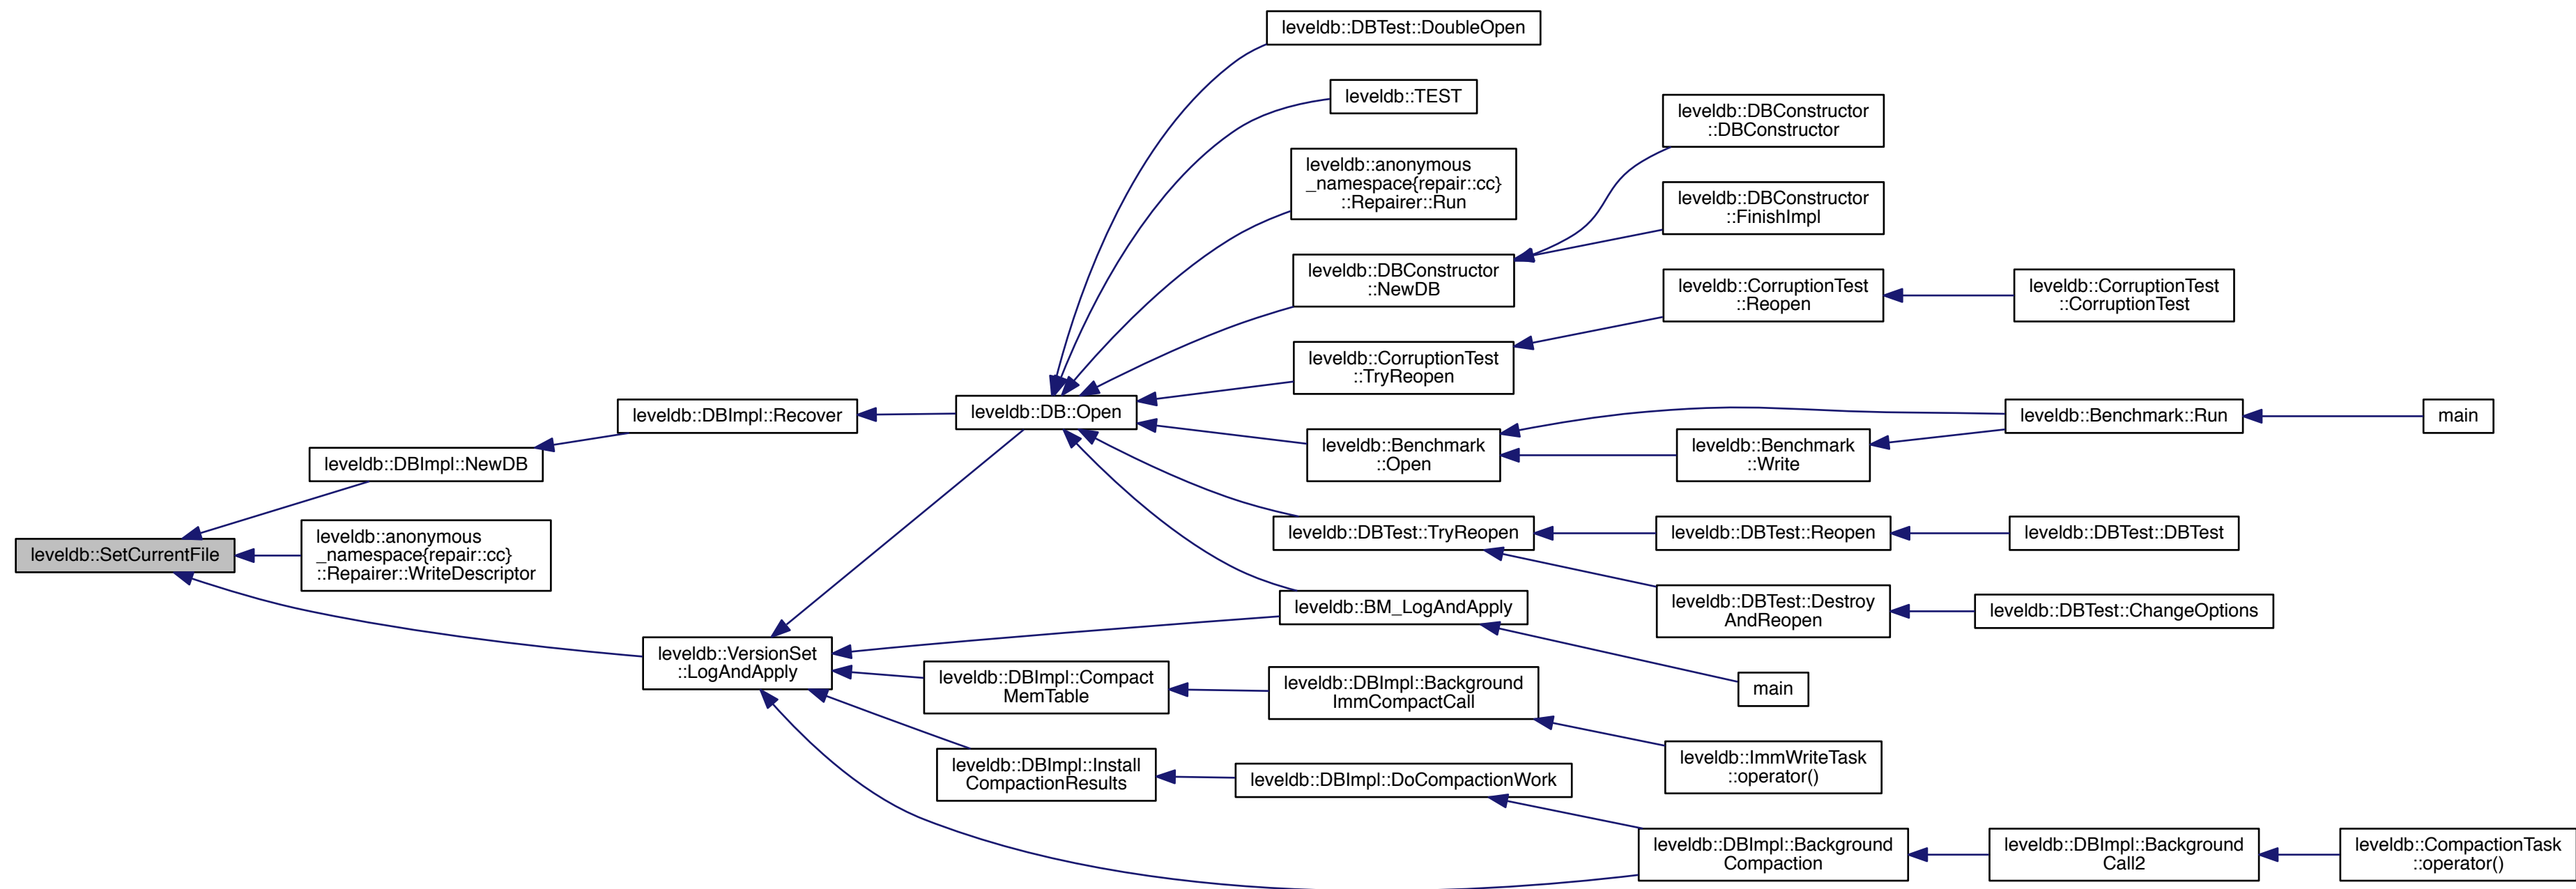 leveldb::DBTest::DoubleOpen
leveldb::TEST
leveldb::DBConstructor
::DBConstructor
leveldb::anonymous
_namespace{repair::cc}
::Repairer::Run
leveldb::DBConstructor
::FinishImpl
leveldb::DBConstructor
::NewDB
leveldb::CorruptionTest
::Reopen
leveldb::CorruptionTest
::CorruptionTest
leveldb::CorruptionTest
::TryReopen
leveldb::DBImpl::Recover
leveldb::DB::Open
leveldb::Benchmark::Run
main
leveldb::DBImpl::NewDB
leveldb::Benchmark
::Open
leveldb::Benchmark
::Write
leveldb::SetCurrentFile
leveldb::anonymous
_namespace{repair::cc}
::Repairer::WriteDescriptor
leveldb::DBTest::TryReopen
leveldb::DBTest::Reopen
leveldb::DBTest::DBTest
leveldb::BM_LogAndApply
leveldb::DBTest::Destroy
AndReopen
leveldb::DBTest::ChangeOptions
leveldb::VersionSet
::LogAndApply
leveldb::DBImpl::Compact
MemTable
leveldb::DBImpl::Background
ImmCompactCall
main
leveldb::DBImpl::Install
CompactionResults
leveldb::DBImpl::DoCompactionWork
leveldb::ImmWriteTask
::operator()
leveldb::DBImpl::Background
Compaction
leveldb::DBImpl::Background
Call2
leveldb::CompactionTask
::operator()